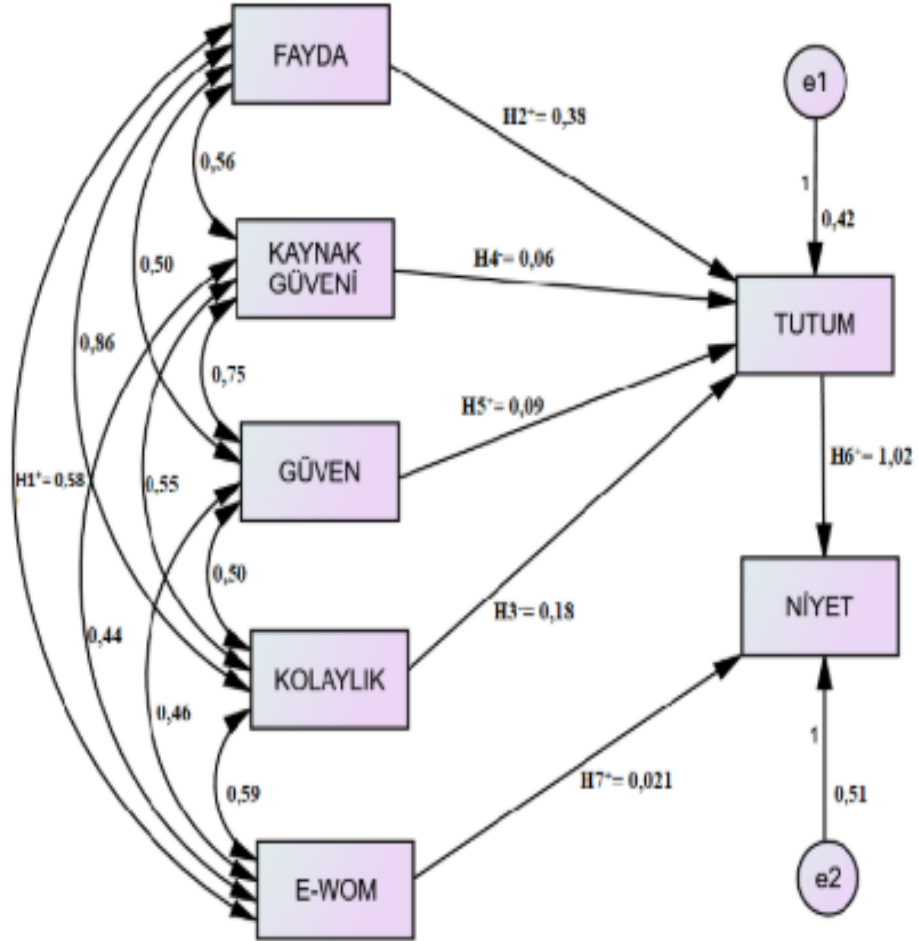 FAYDA
e1
H2⁺= 0,38
0,56
1
0,42
KAYNAK
GÜVENİ
H4⁻= 0,06
0,50
TUTUM
0,86
0,75
H5⁺= 0,09
GÜVEN
H6⁺= 1,02
H1⁺= 0,58
0,55
0,50
NİYET
H3⁻= 0,18
0,44
KOLAYLIK
0,46
1
H7⁺= 0,021
0,59
0,51
E-WOM
e2